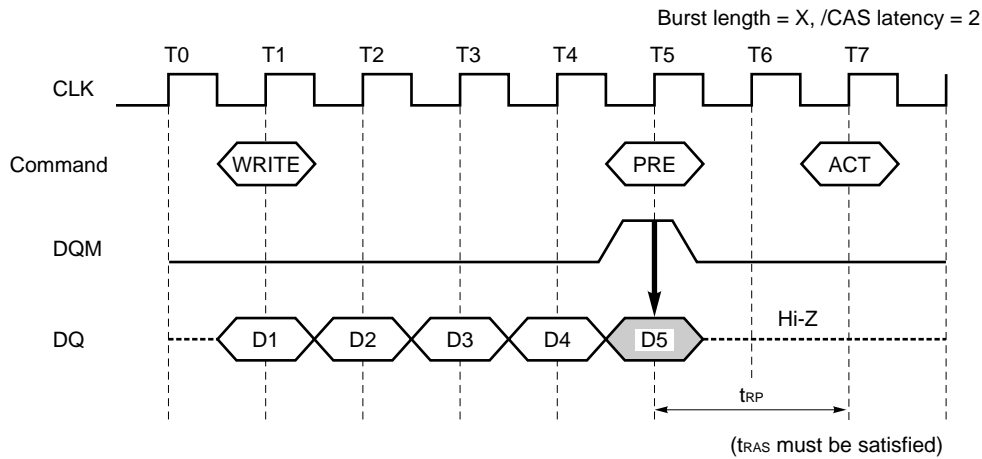 Burst length = X, /CAS latency = 2
T0 T1 T2 T3 T4 T5 T6 T7
CLK
Command WRITE PRE ACT
DQM
DQ D1 D2 D3 D4 D5 Hi-Z
tRP
(tRAS must be satisfied)